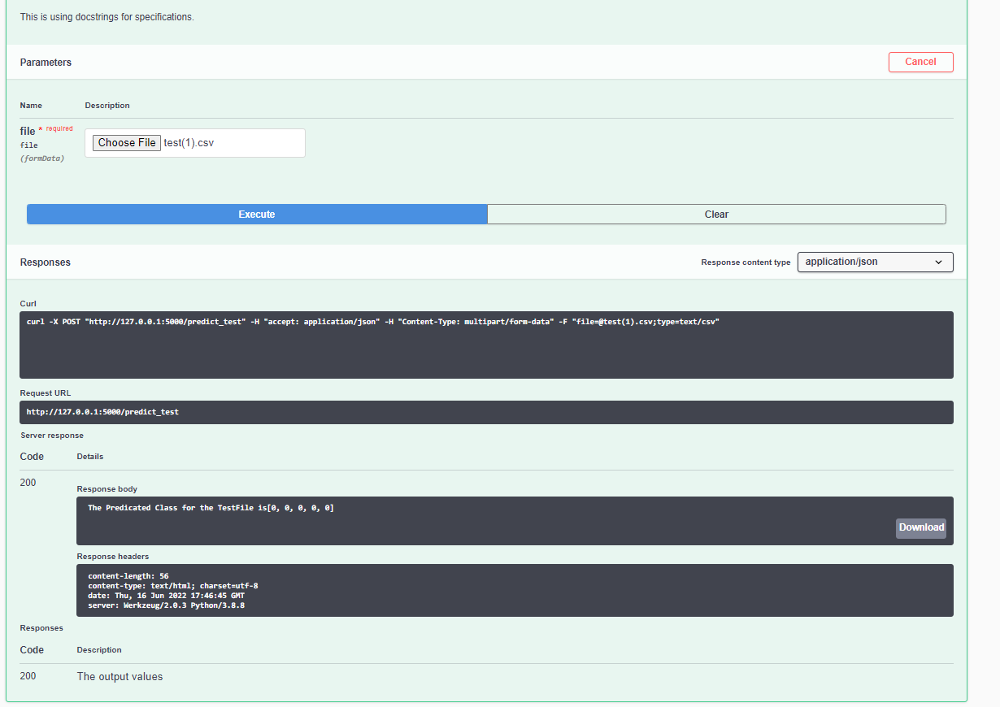 This is using docstrings for specifications.
Parameters
Cancel
Name Description
file * required
file
(formData)
Choose File test(1).csv
Execute Clear
Responses Response content type application/json
Curl
curl -X POST "http://127.0.0.1:5000/predict_test" -H "accept: application/json" -H "Content-Type: multipart/form-data" -F "file=@test(1).csv;type=text/csv"
Request URL
http://127.0.0.1:5000/predict_test
Server response
Code Details
200
Response body
The Predicated Class for the TestFile is[0, 0, 0, 0, 0]
Download
Response headers
content-length: 56
content-type: text/html; charset=utf-8
date: Thu, 16 Jun 2022 17:46:45 GMT
server: Werkzeug/2.0.3 Python/3.8.8
Responses
Code Description
200 The output values